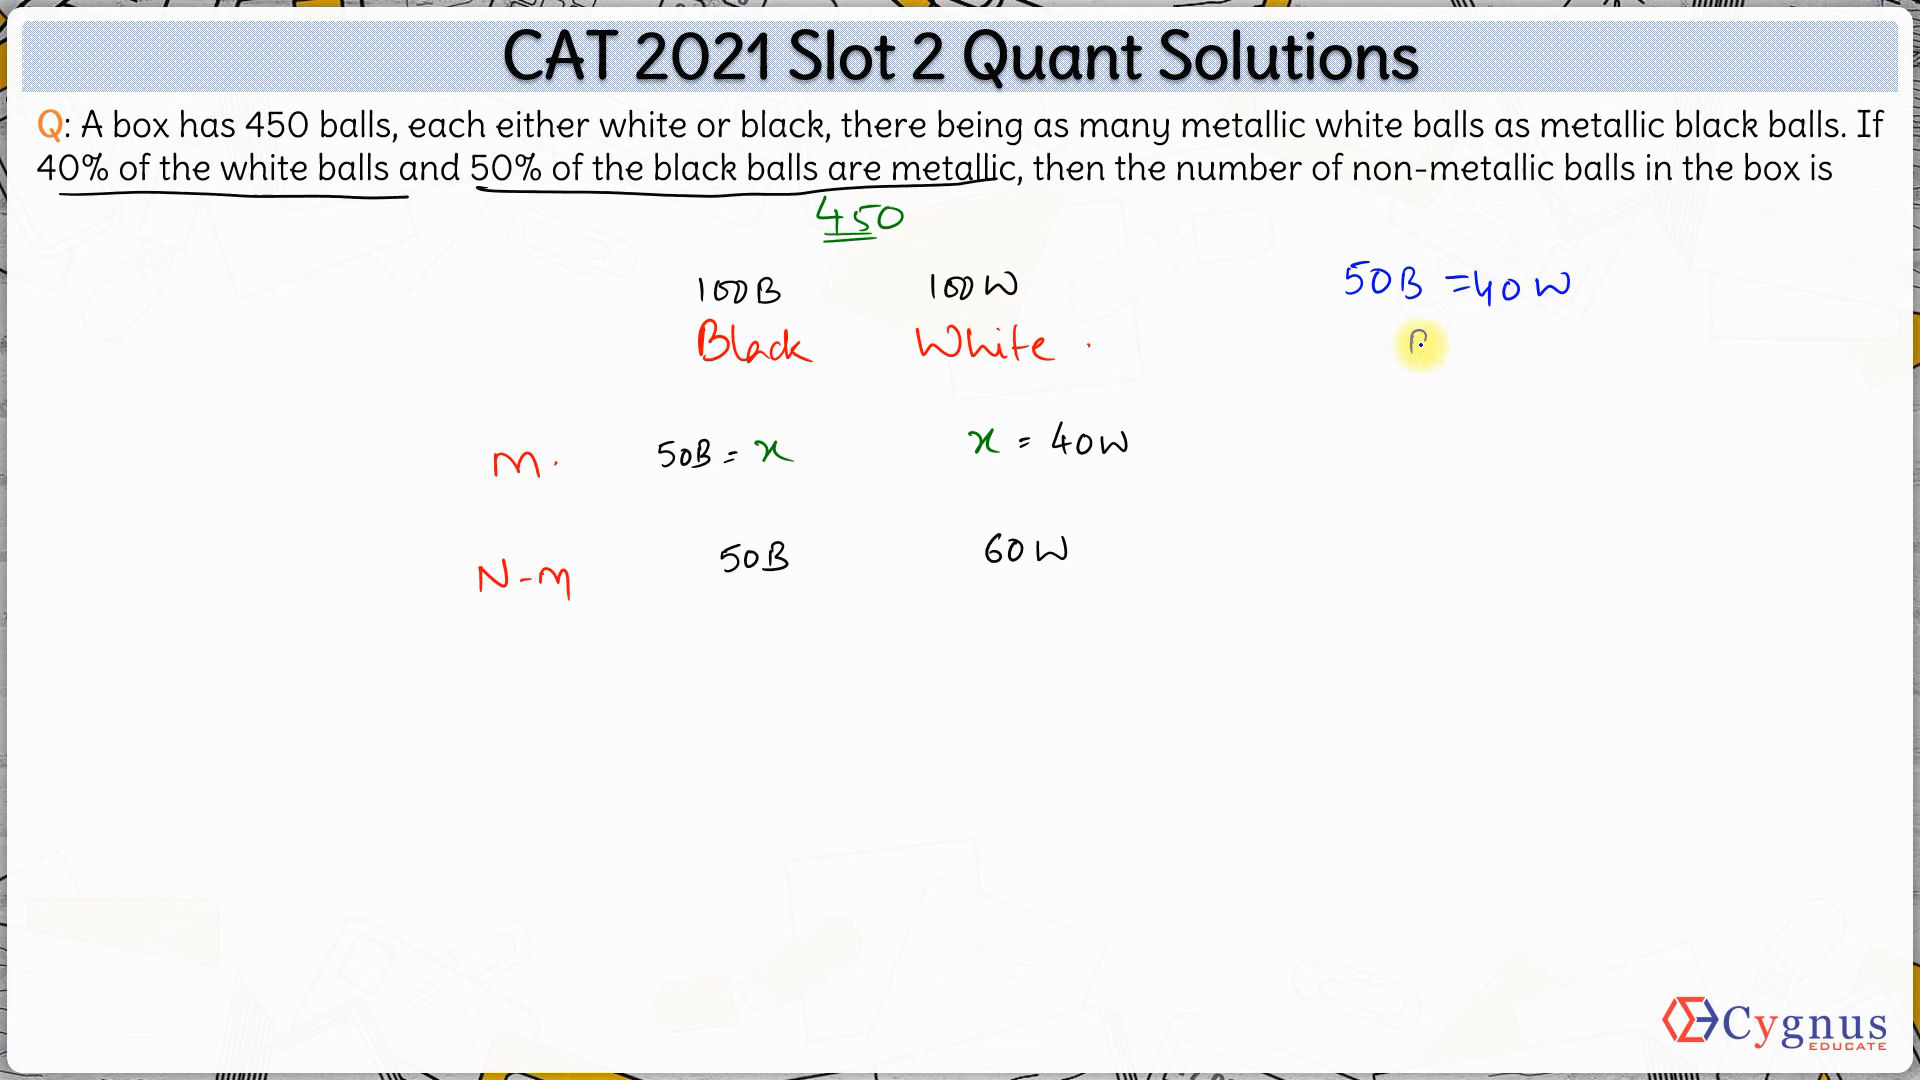 CAT 2021 Slot 2 Quant Solutions
Q: A box has 450 balls, each either white or black, there being as many metallic white balls as metallic black balls. If
40% of the white balls and 50% of the black balls are metallic, then the number of non-metallic balls in the box is
450
100B 100W
50B = 40W
Black White
M. 50B = x x = 40W
N-M 50B 60W
Cygnus
EDUCATE